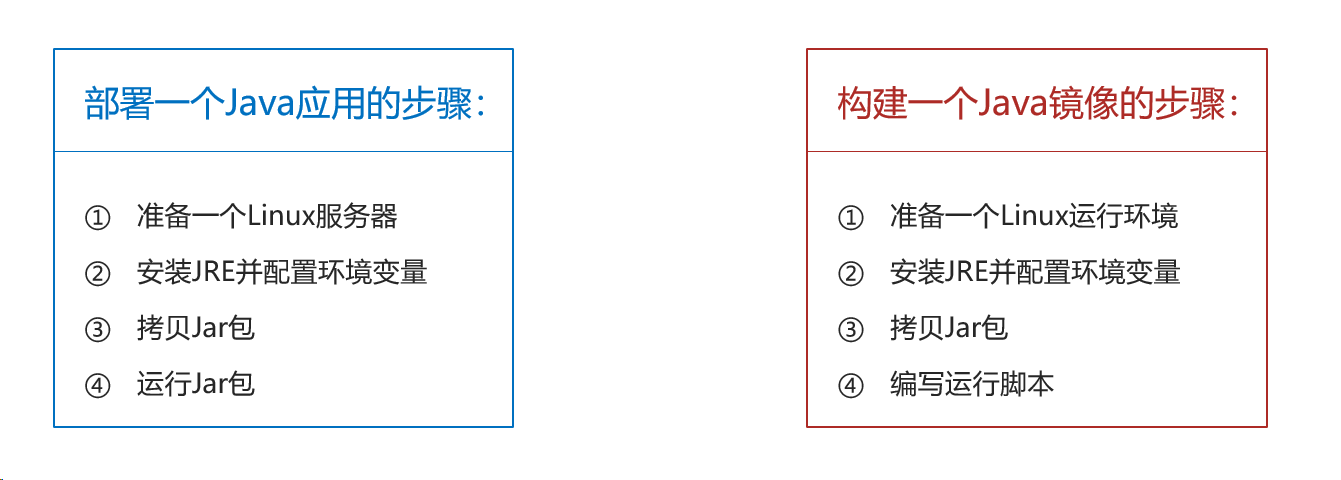 部署一个Java应用的步骤：
① 准备一个Linux服务器
② 安装JRE并配置环境变量
③ 拷贝Jar包
④ 运行Jar包
构建一个Java镜像的步骤：
① 准备一个Linux运行环境
② 安装JRE并配置环境变量
③ 拷贝Jar包
④ 编写运行脚本